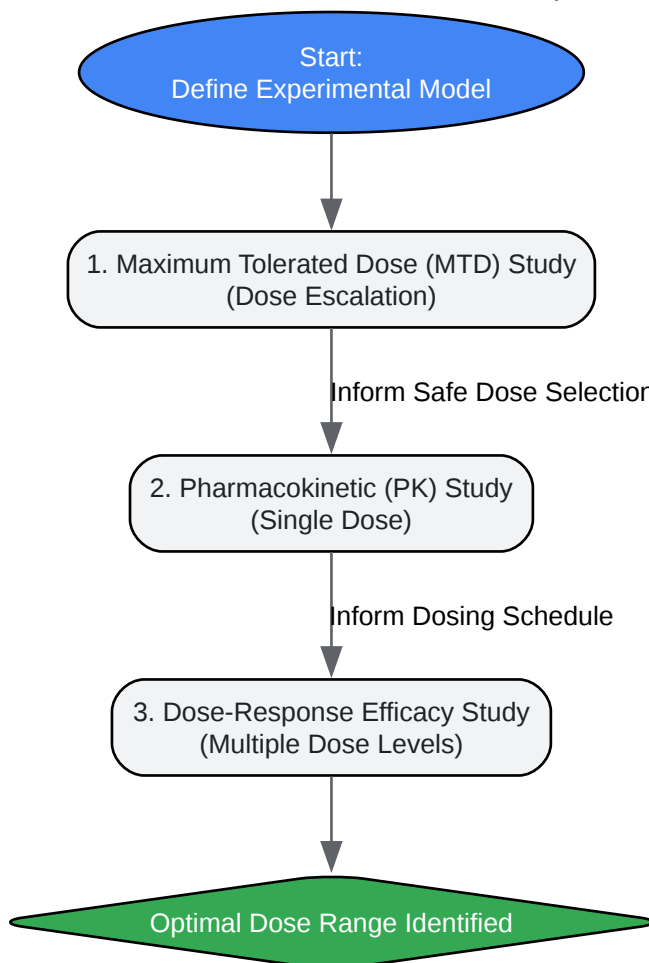 Start:
Define Experimental Model
1. Maximum Tolerated Dose (MTD) Study
(Dose Escalation)
Inform Safe Dose Selection
2. Pharmacokinetic (PK) Study
(Single Dose)
Inform Dosing Schedule
3. Dose-Response Efficacy Study
(Multiple Dose Levels)
Optimal Dose Range Identified